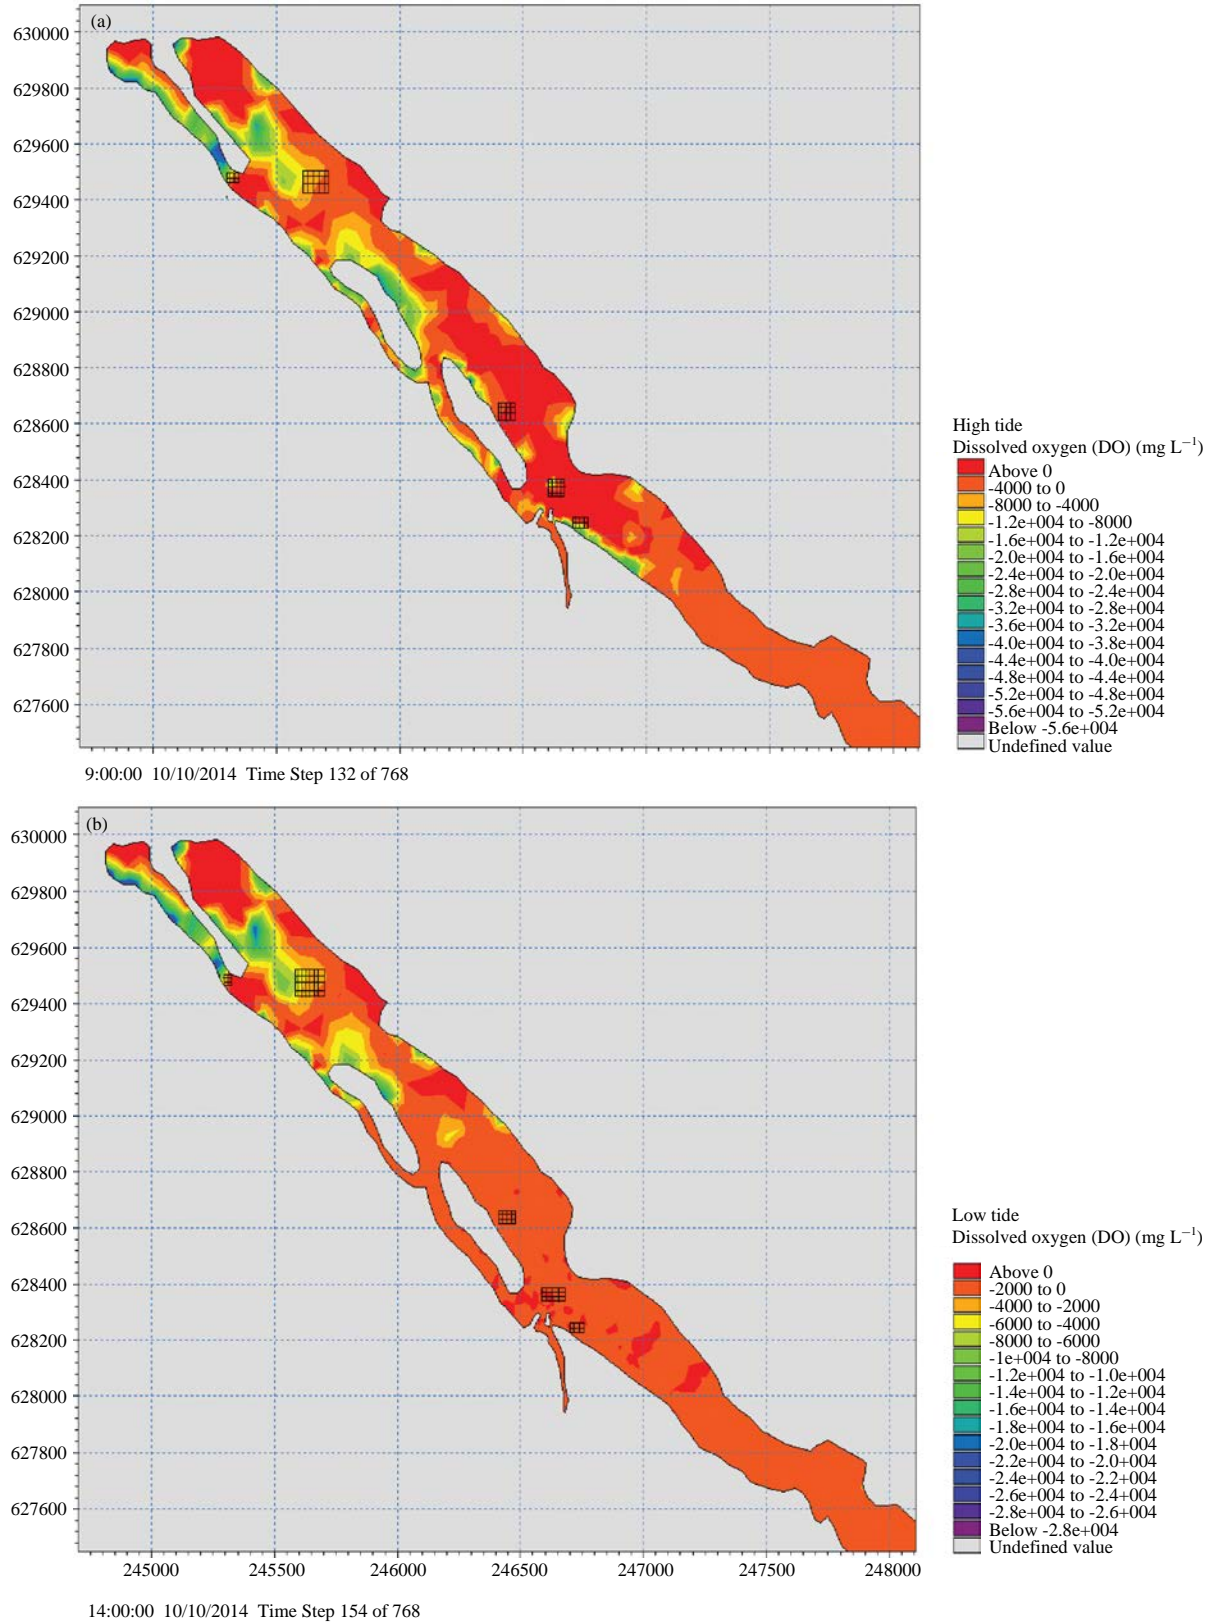 (a)
630000
629800
629600
629400
629200
629000
628800
628600
628400
628200
628000
627800
627600
9:00:00 10/10/2014 Time Step 132 of 768
High tide
Dissolved oxygen (DO) (mg L−1)
Above 0
-4000 to 0
-8000 to -4000
-1.2e+004 to -8000
-1.6e+004 to -1.2e+004
-2.0e+004 to -1.6e+004
-2.4e+004 to -2.0e+004
-2.8e+004 to -2.4e+004
-3.2e+004 to -2.8e+004
-3.6e+004 to -3.2e+004
-4.0e+004 to -3.8e+004
-4.4e+004 to -4.0e+004
-4.8e+004 to -4.4e+004
-5.2e+004 to -4.8e+004
-5.6e+004 to -5.2e+004
Below -5.6e+004
Undefined value
(b)
630000
629800
629600
629400
629200
629000
628800
628600
628400
628200
628000
627800
627600
245000 245500 246000 246500 247000 247500 248000
14:00:00 10/10/2014 Time Step 154 of 768
Low tide
Dissolved oxygen (DO) (mg L−1)
Above 0
-2000 to 0
-4000 to -2000
-6000 to -4000
-8000 to -6000
-1e+004 to -8000
-1.2e+004 to -1.0e+004
-1.4e+004 to -1.2e+004
-1.6e+004 to -1.4e+004
-1.8e+004 to -1.6e+004
-2.0e+004 to -1.8+004
-2.2e+004 to -2.0+004
-2.4e+004 to -2.2+004
-2.6e+004 to -2.4+004
-2.8e+004 to -2.6+004
Below -2.8e+004
Undefined value